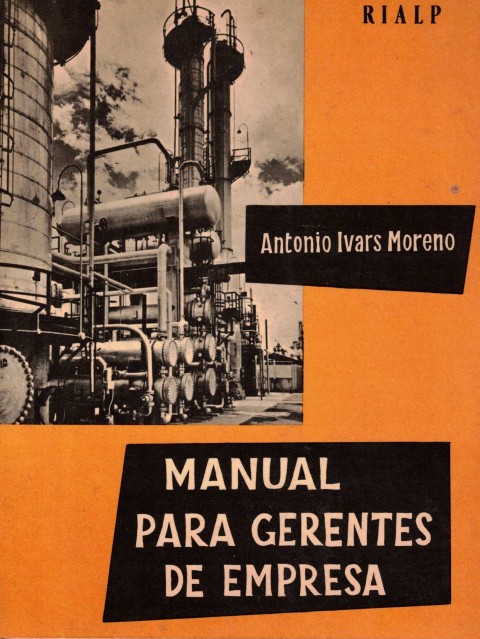 RIALP
Antonio Ivars Moreno
MANUAL
PARA GERENTES
DE EMPRESA